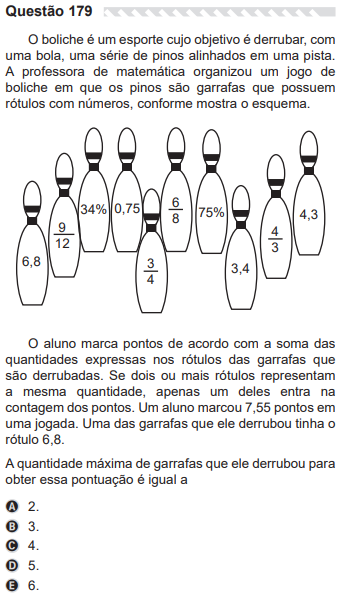 Questão 179
O boliche é um esporte cujo objetivo é derrubar, com
uma bola, uma série de pinos alinhados em uma pista.
A professora de matemática organizou um jogo de
boliche em que os pinos são garrafas que possuem
rótulos com números, conforme mostra o esquema.
6,8
9/12
34%
0,75
3/4
6/8
75%
3,4
4/3
4,3
O aluno marca pontos de acordo com a soma das
quantidades expressas nos rótulos das garrafas que
são derrubadas. Se dois ou mais rótulos representam
a mesma quantidade, apenas um deles entra na
contagem dos pontos. Um aluno marcou 7,55 pontos em
uma jogada. Uma das garrafas que ele derrubou tinha o
rótulo 6,8.
A quantidade máxima de garrafas que ele derrubou para
obter essa pontuação é igual a
A 2.
B 3.
C 4.
D 5.
E 6.